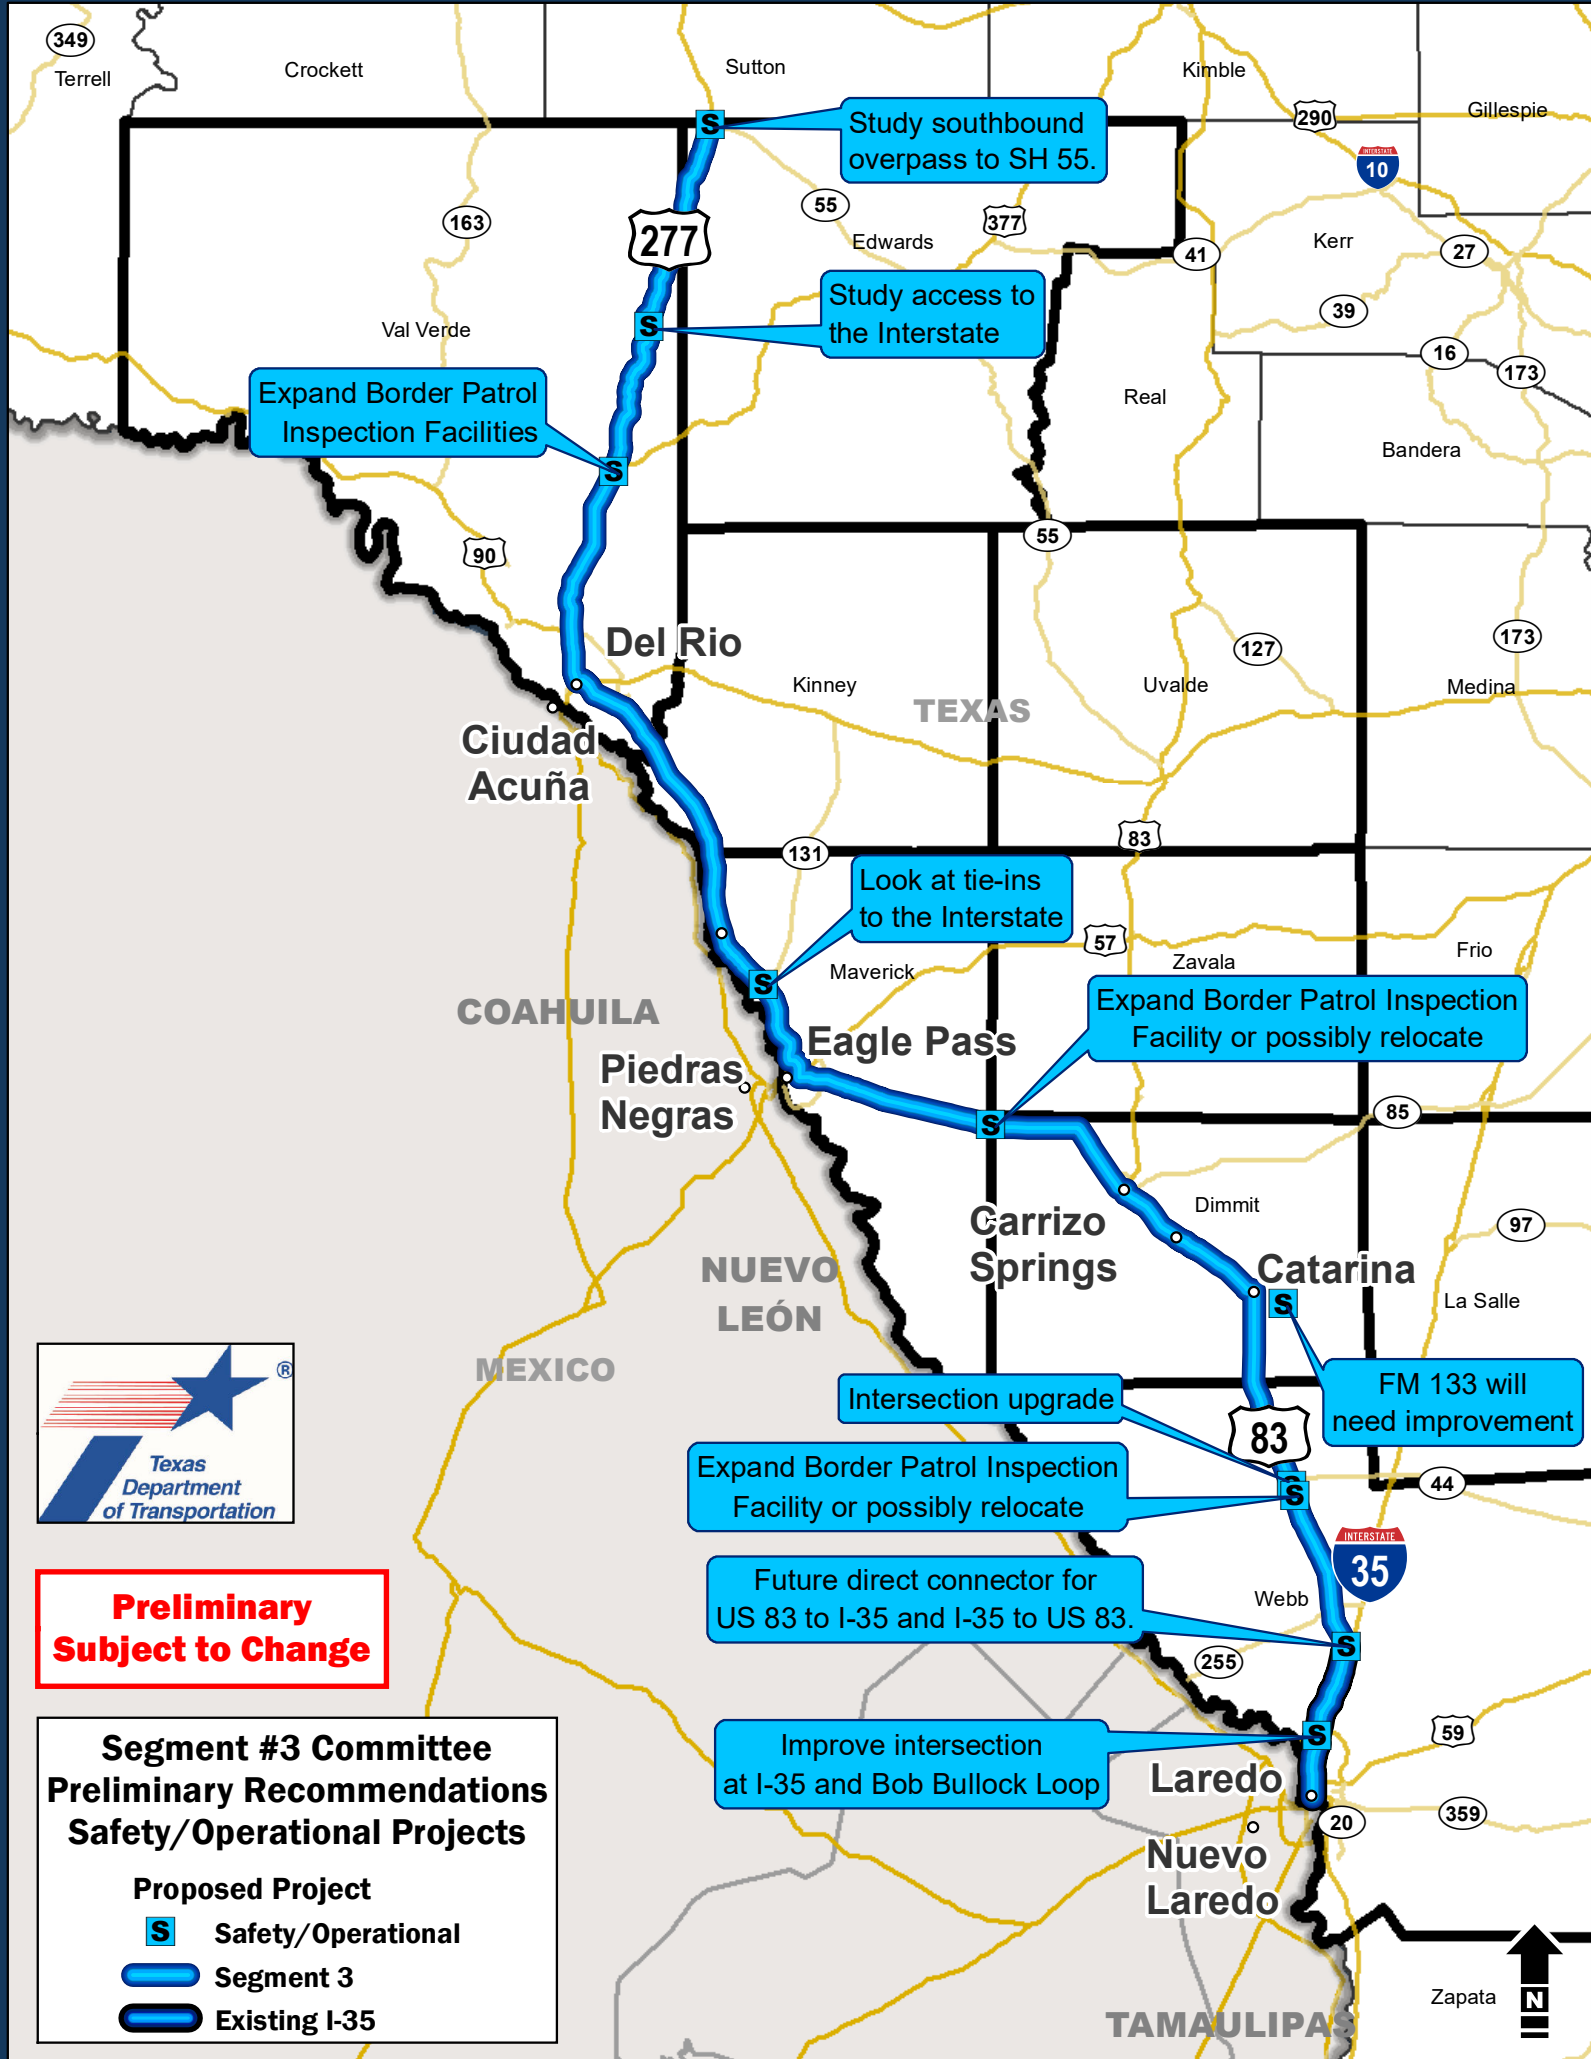 349
Terrell
Crockett
Sutton
Kimble
Gillespie
290
INTERSTATE
10
Study southbound
overpass to SH 55.
163
55
377
277
Edwards
41
Kerr
27
39
Val Verde
Study access to
the Interstate
16
173
Real
Expand Border Patrol
Inspection Facilities
Bandera
90
55
Del Rio
127
173
Kinney
TEXAS
Uvalde
Medina
Ciudad
Acuña
83
131
Look at tie-ins
to the Interstate
57
Maverick
Zavala
Frio
COAHUILA
Expand Border Patrol Inspection
Facility or possibly relocate
Eagle Pass
Piedras
Negras
85
Carrizo
Springs
Dimmit
97
Catarina
NUEVO
LEÓN
La Salle
MEXICO
FM 133 will
need improvement
Intersection upgrade
83
Expand Border Patrol Inspection
Facility or possibly relocate
44
INTERSTATE
35
Future direct connector for
US 83 to I-35 and I-35 to US 83.
Webb
255
Improve intersection
at I-35 and Bob Bullock Loop
59
Laredo
20
359
Nuevo
Laredo
Zapata
TAMAULIPAS
N
S
S
S
S
S
S
S
S
S
S
®
Texas
Department
of Transportation
Preliminary
Subject to Change
Segment #3 Committee
Preliminary Recommendations
Safety/Operational Projects
Proposed Project
S Safety/Operational
Segment 3
Existing I-35